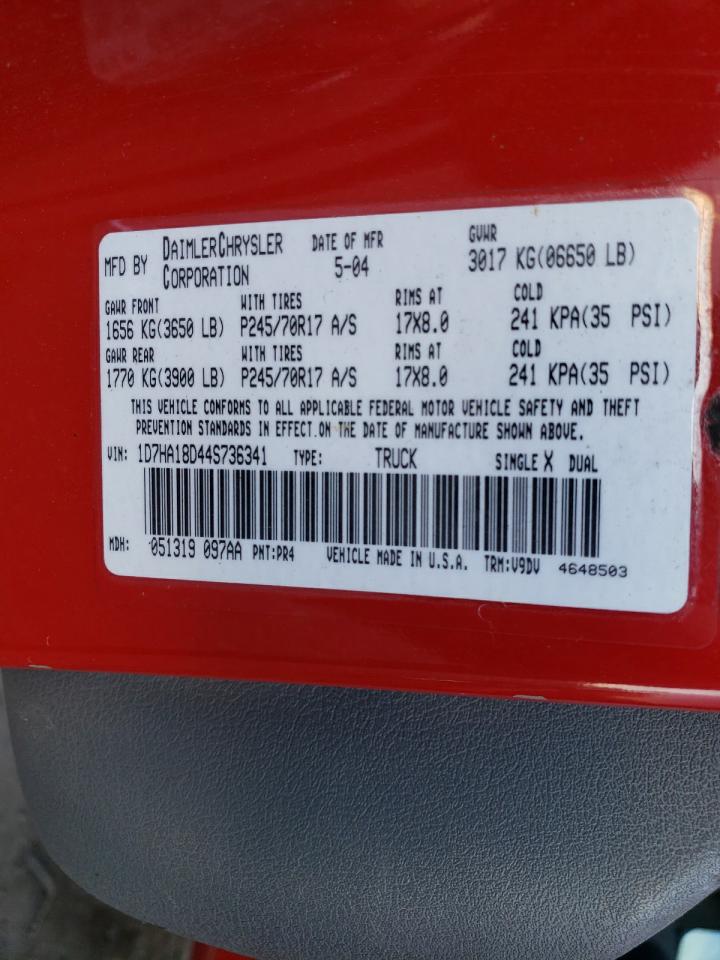 MFD BY DAIMLERCHRYSLER CORPORATION DATE OF MFR 5-04 GVWR 3017 KG(06650 LB)
GAWR FRONT WITH TIRES RIMS AT COLD
1656 KG(3650 LB) P245/70R17 A/S 17X8.0 241 KPA(35 PSI)
GAWR REAR WITH TIRES RIMS AT COLD
1770 KG(3900 LB) P245/70R17 A/S 17X8.0 241 KPA(35 PSI)
THIS VEHICLE CONFORMS TO ALL APPLICABLE FEDERAL MOTOR VEHICLE SAFETY AND THEFT
PREVENTION STANDARDS IN EFFECT ON THE DATE OF MANUFACTURE SHOWN ABOVE.
VIN: 1D7HA18D44S736341 TYPE: TRUCK SINGLE X DUAL
MDH: 051319 097AA PNT:PR4 VEHICLE MADE IN U.S.A. TRM:V9DV 4648503